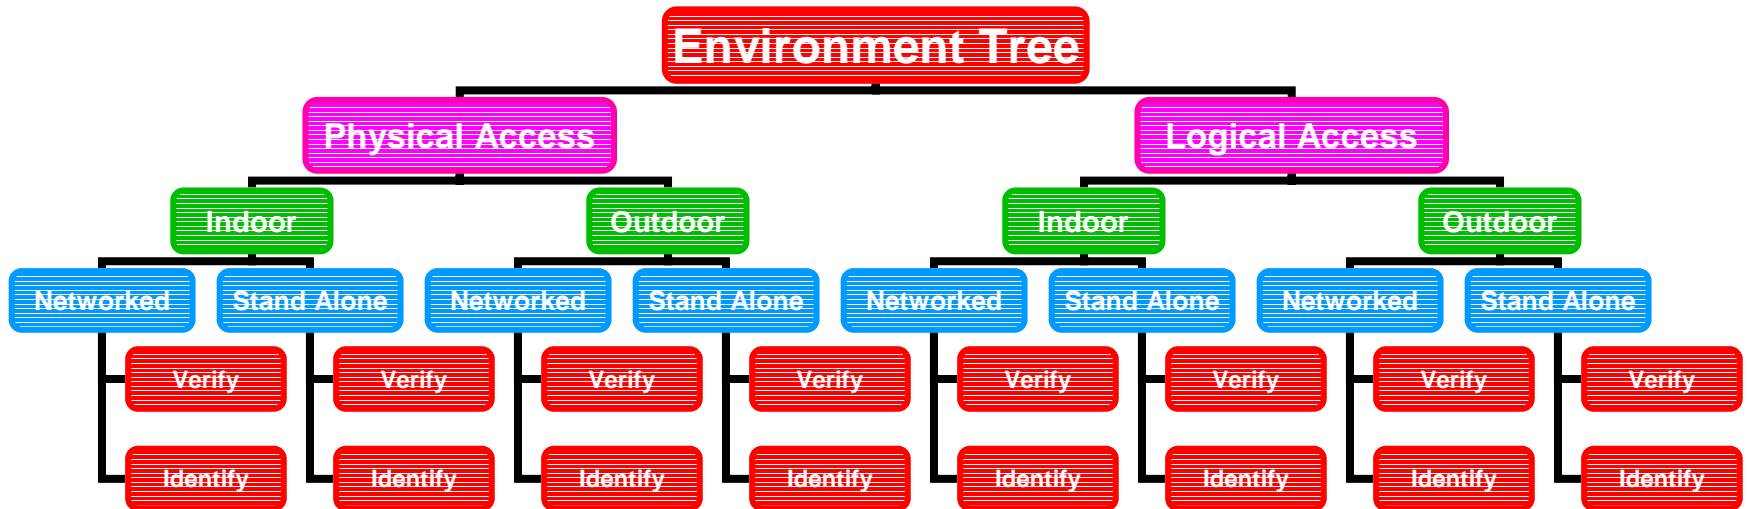 Environment Tree
Physical Access Logical Access
Indoor Outdoor Indoor Outdoor
Networked Stand Alone Networked Stand Alone Networked Stand Alone Networked Stand Alone
Verify Verify Verify Verify Verify Verify Verify Verify
Identify Identify Identify Identify Identify Identify Identify Identify